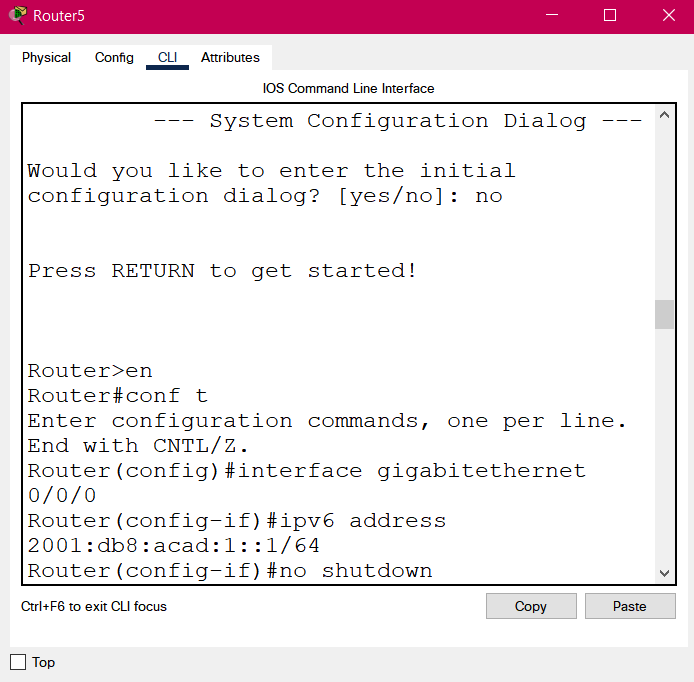 Router5
Physical Config CLI Attributes
IOS Command Line Interface
--- System Configuration Dialog ---
Would you like to enter the initial
configuration dialog? [yes/no]: no
Press RETURN to get started!
Router>en
Router#conf t
Enter configuration commands, one per line.
End with CNTL/Z.
Router(config)#interface gigabitethernet
0/0/0
Router(config-if)#ipv6 address
2001:db8:acad:1::1/64
Router(config-if)#no shutdown
Ctrl+F6 to exit CLI focus
Copy Paste
Top